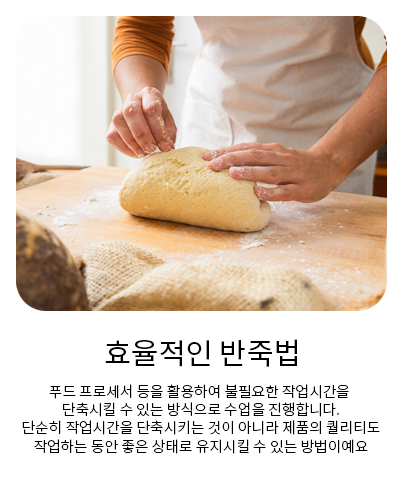 효율적인 반죽법
푸드 프로세서 등을 활용하여 불필요한 작업시간을
단축시킬 수 있는 방식으로 수업을 진행합니다.
단순히 작업시간을 단축시키는 것이 아니라 제품의 퀄리티도
작업하는 동안 좋은 상태로 유지시킬 수 있는 방법이예요